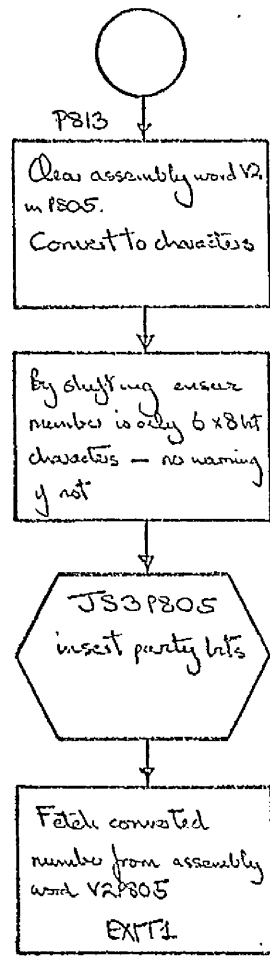 P813
Clear assembly word V2
in P805.
Convert to characters
By shifting ensure
number is only 6 x 8 bit
characters — no warning
if not
JS3P805
insert parity bits
Fetch converted
number from assembly
word V2P805
EXIT1